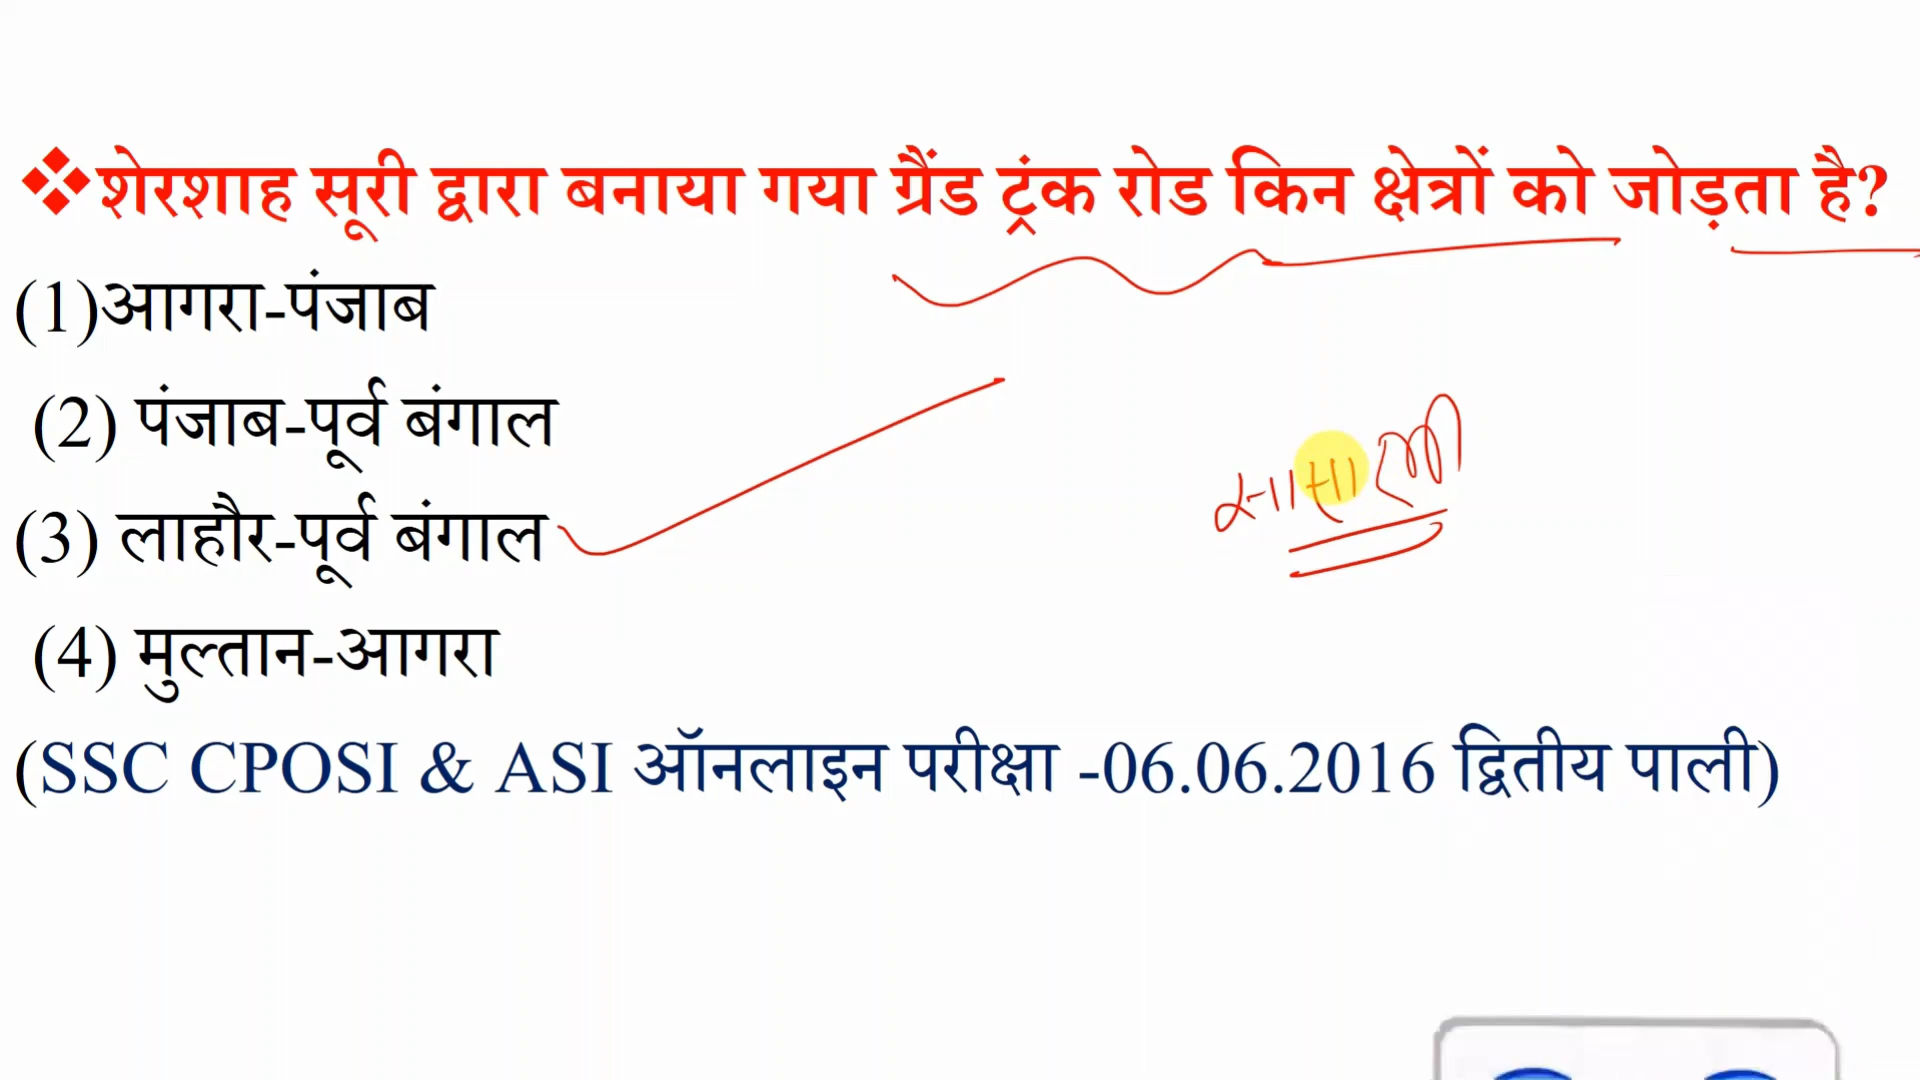 ❖शेरशाह सूरी द्वारा बनाया गया ग्रैंड ट्रंक रोड किन क्षेत्रों को जोड़ता है?
(1)आगरा-पंजाब
(2) पंजाब-पूर्व बंगाल
(3) लाहौर-पूर्व बंगाल
(4) मुल्तान-आगरा
(SSC CPOSI & ASI ऑनलाइन परीक्षा -06.06.2016 द्वितीय पाली)